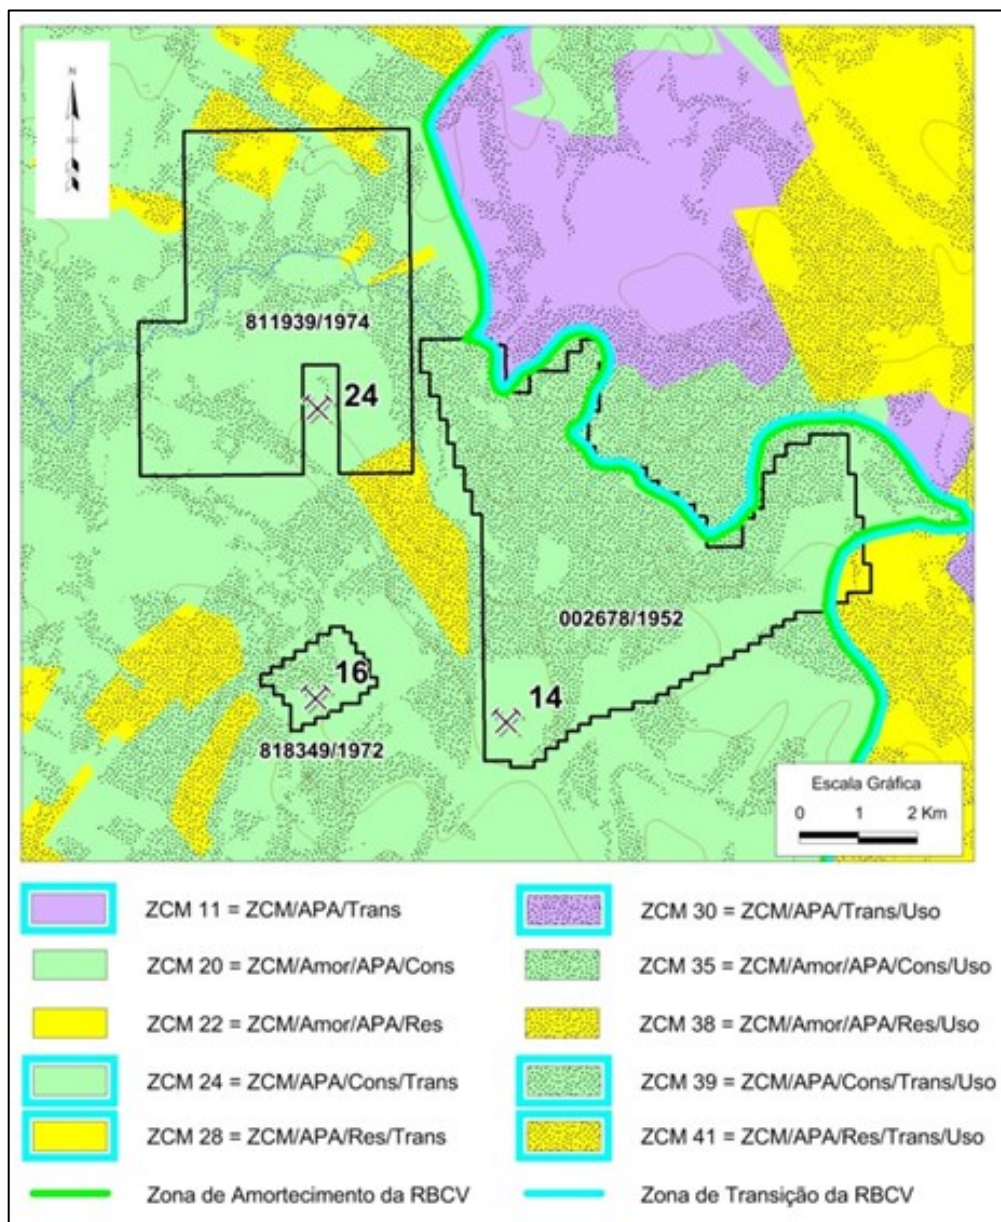 N
811939/1974
24
002678/1952
16
14
818349/1972
Escala Gráfica
0 1 2 Km
ZCM 11 = ZCM/APA/Trans
ZCM 20 = ZCM/Amor/APA/Cons
ZCM 22 = ZCM/Amor/APA/Res
ZCM 24 = ZCM/APA/Cons/Trans
ZCM 28 = ZCM/APA/Res/Trans
Zona de Amortecimento da RBCV
ZCM 30 = ZCM/APA/Trans/Uso
ZCM 35 = ZCM/Amor/APA/Cons/Uso
ZCM 38 = ZCM/Amor/APA/Res/Uso
ZCM 39 = ZCM/APA/Cons/Trans/Uso
ZCM 41 = ZCM/APA/Res/Trans/Uso
Zona de Transição da RBCV